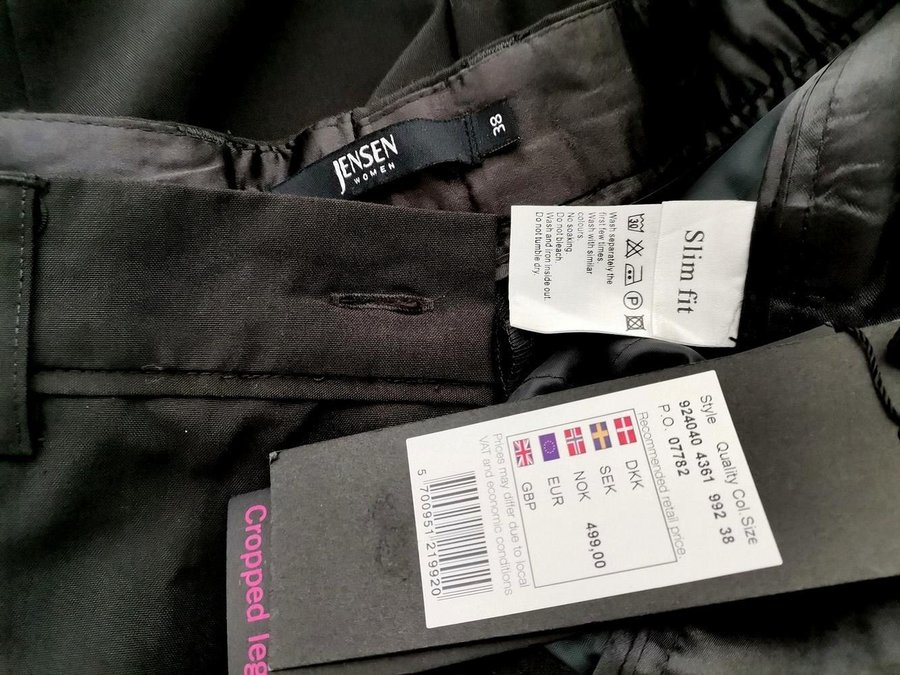 JENSEN
WOMEN
38
Slim fit
30 P
Wash separately the
first few times.
Wash with similar
colours.
No soaking.
Do not bleach.
Wash and iron inside out.
Do not tumble dry.
Style Quality Col. Size
924040 4361 992 38
P.O. 07782
Recommended retail price.
DKK
SEK
NOK 499,00
EUR
GBP
Prices may differ due to local
VAT and economic conditions
5 700951 219920
Cropped leg